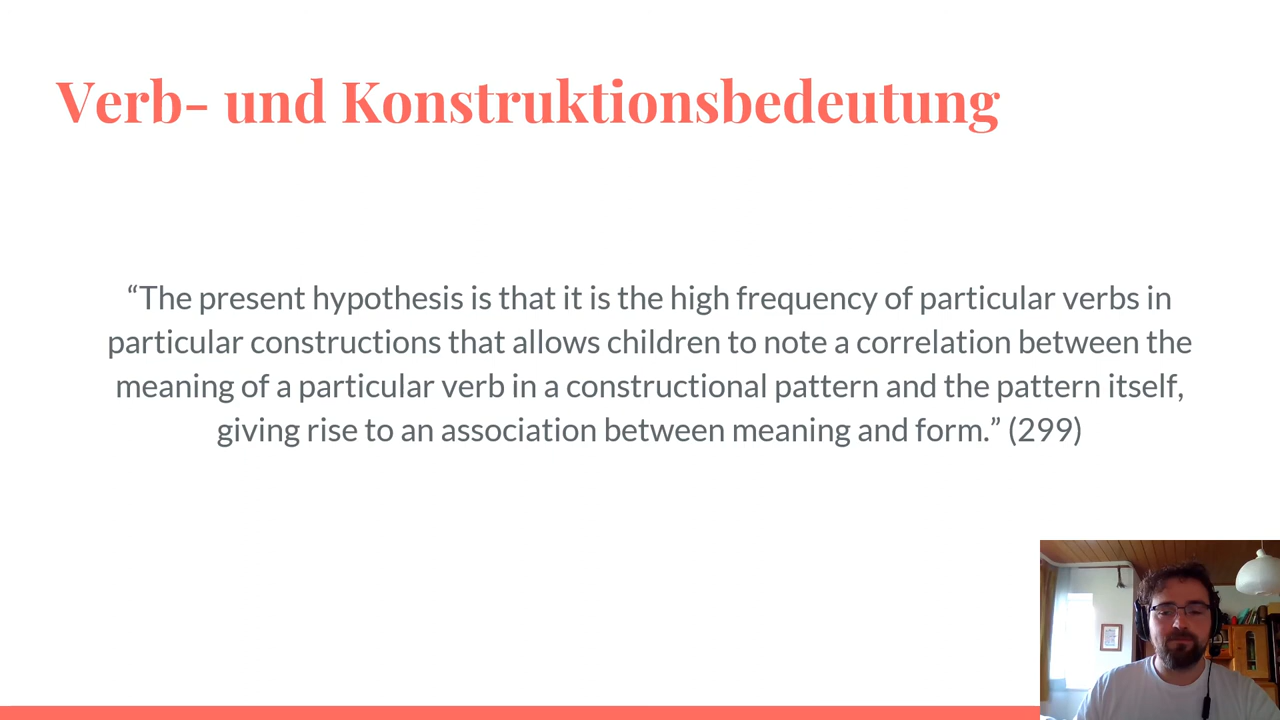 Verb- und Konstruktionsbedeutung
“The present hypothesis is that it is the high frequency of particular verbs in
particular constructions that allows children to note a correlation between the
meaning of a particular verb in a constructional pattern and the pattern itself,
giving rise to an association between meaning and form.” (299)